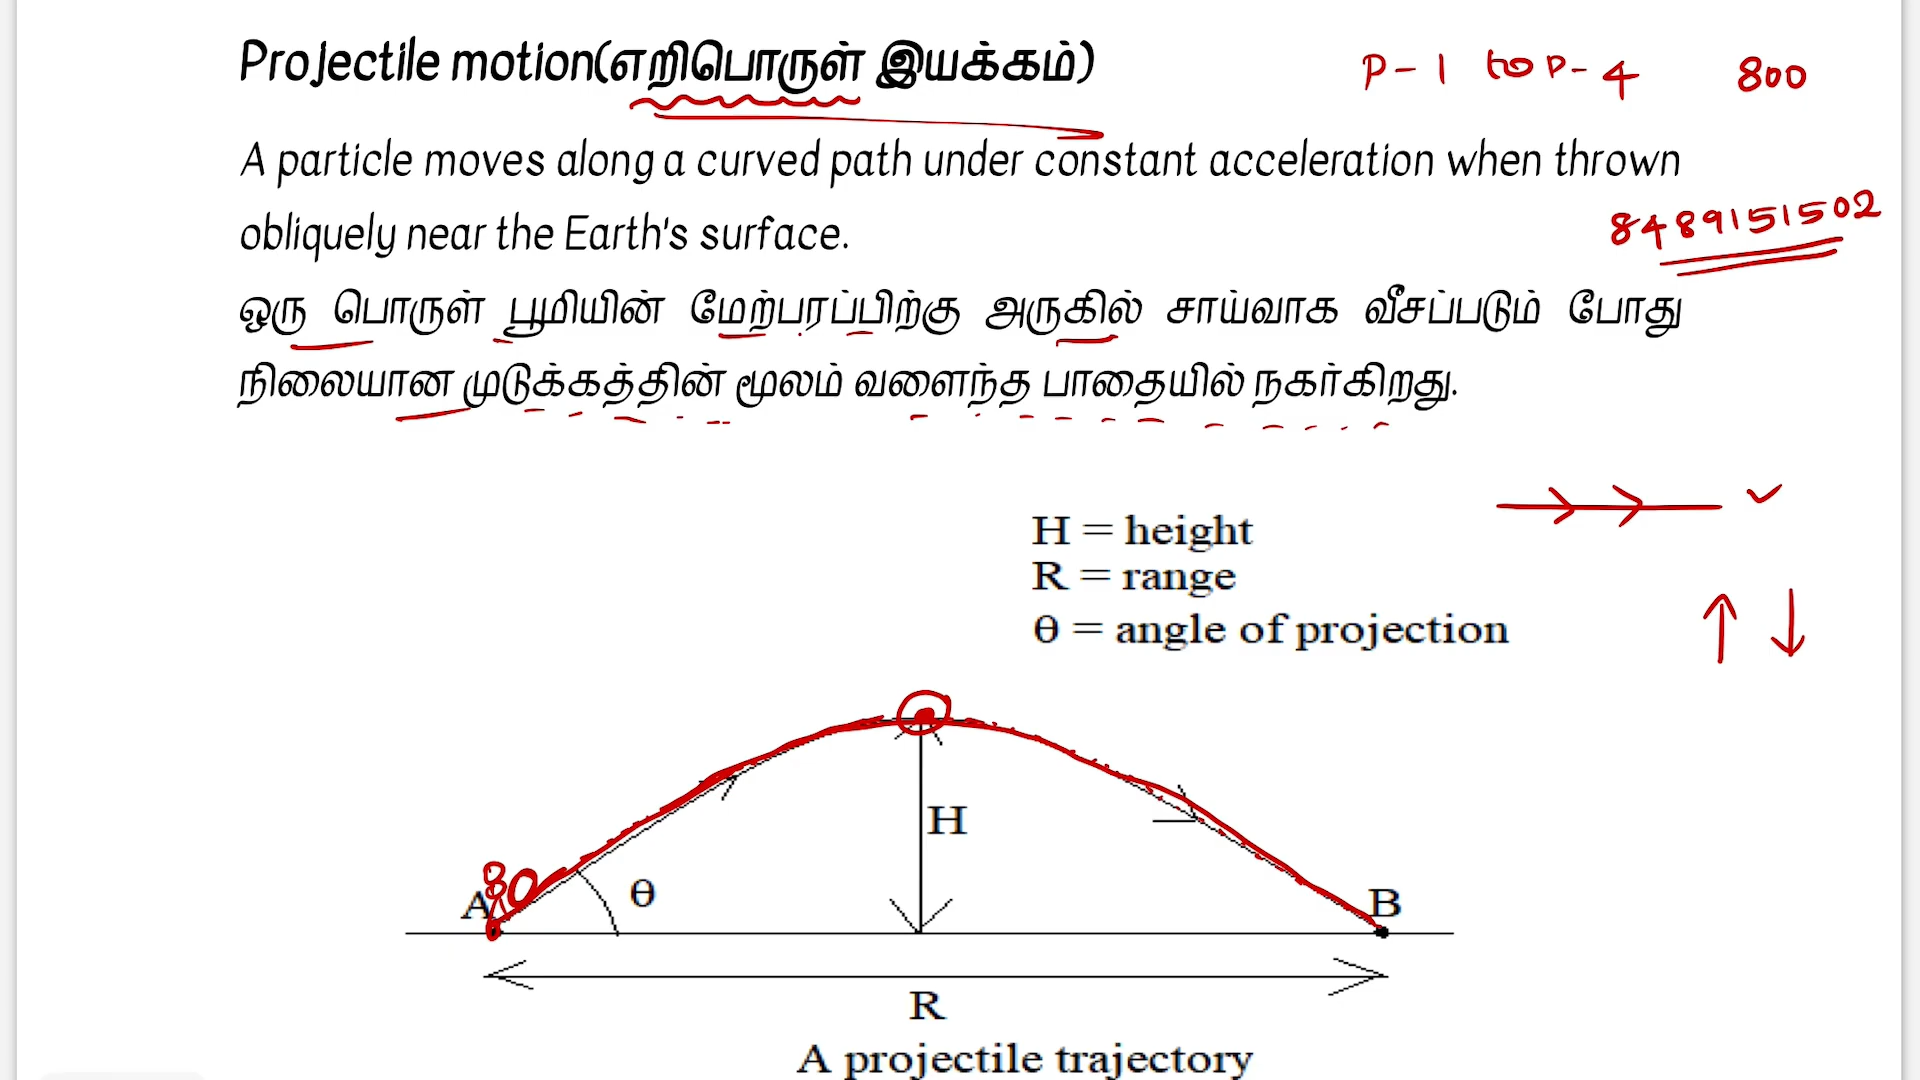 Projectile motion(எறிபொருள் இயக்கம்)
P-1 to P-4 800
A particle moves along a curved path under constant acceleration when thrown
obliquely near the Earth's surface.
8489151502
ஒரு பொருள் பூமியின் மேற்பரப்பிற்கு அருகில் சாய்வாக வீசப்படும் போது
நிலையான முடுக்கத்தின் மூலம் வளைந்த பாதையில் நகர்கிறது.
H = height
R = range
θ = angle of projection
H
A
θ
B
R
A projectile trajectory